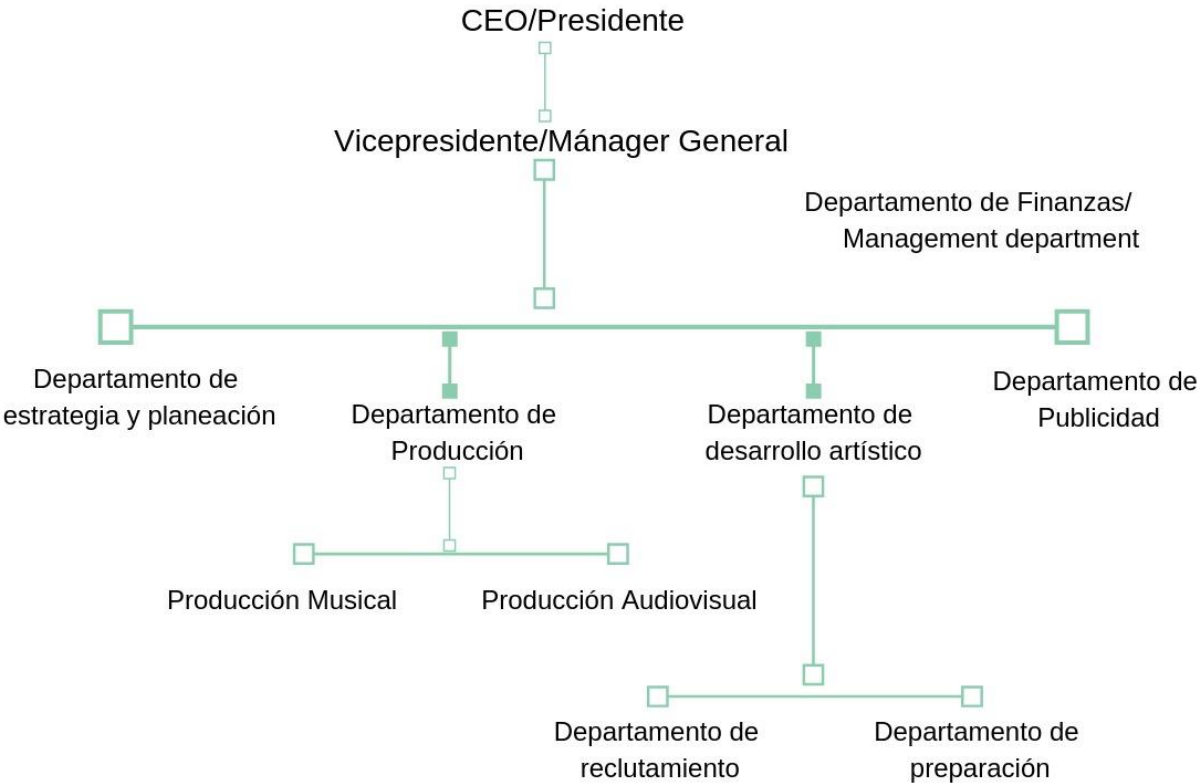 CEO/Presidente
Vicepresidente/Mánager General
Departamento de Finanzas/
Management department
Departamento de
estrategia y planeación
Departamento de
Producción
Departamento de
desarrollo artístico
Departamento de
Publicidad
Producción Musical
Producción Audiovisual
Departamento de
reclutamiento
Departamento de
preparación